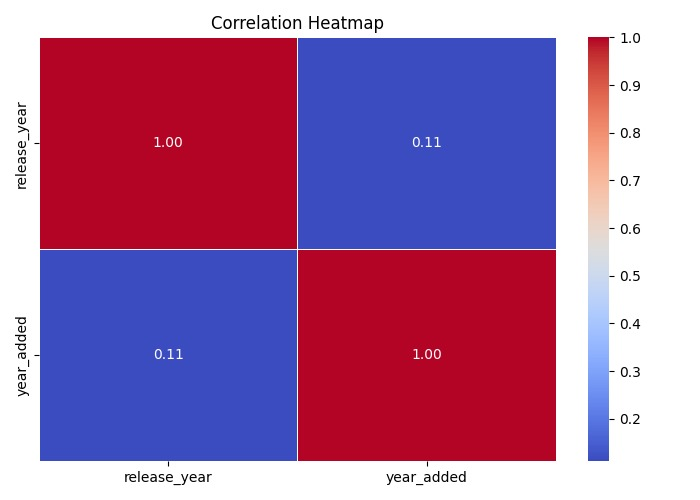 Correlation Heatmap
release_year
1.00
0.11
year_added
0.11
1.00
release_year
year_added
1.0
0.9
0.8
0.7
0.6
0.5
0.4
0.3
0.2